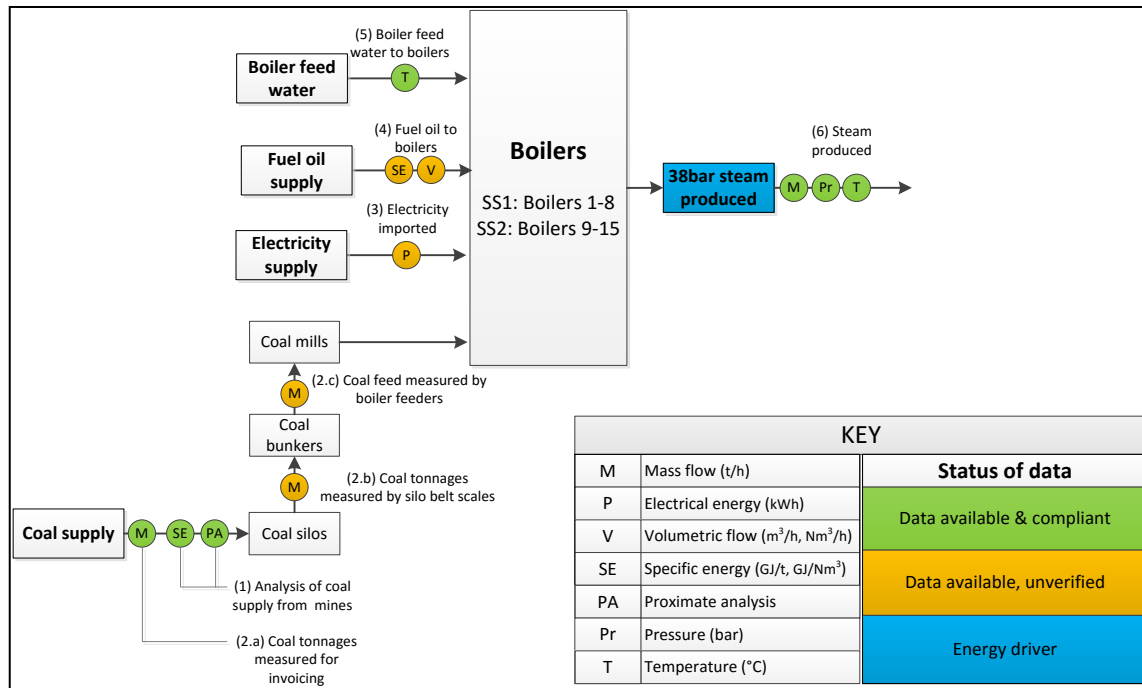 (5) Boiler feed
water to boilers
Boiler feed
water
T
(4) Fuel oil to
boilers
Fuel oil
supply
SE
V
(3) Electricity
imported
Electricity
supply
P
Boilers
SS1: Boilers 1-8
SS2: Boilers 9-15
38bar steam
produced
(6) Steam
produced
M
Pr
T
Coal mills
M
(2.c) Coal feed measured by
boiler feeders
Coal
bunkers
M
(2.b) Coal tonnages
measured by silo belt scales
Coal supply
M
SE
PA
Coal silos
(1) Analysis of coal
supply from mines
(2.a) Coal tonnages
measured for
invoicing
KEY
M Mass flow (t/h)
P Electrical energy (kWh)
V Volumetric flow (m³/h, Nm³/h)
SE Specific energy (GJ/t, GJ/Nm³)
PA Proximate analysis
Pr Pressure (bar)
T Temperature (°C)
Status of data
Data available & compliant
Data available, unverified
Energy driver